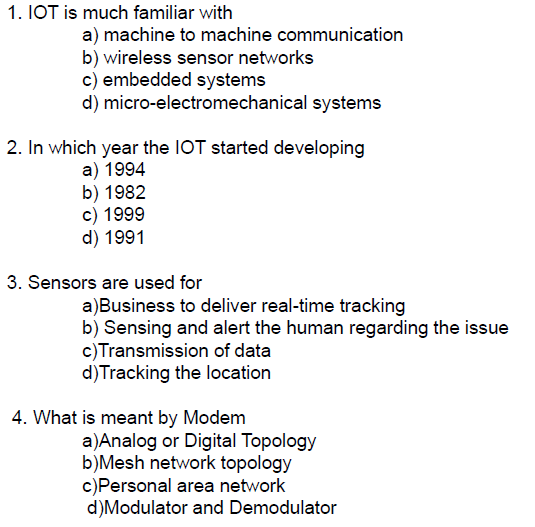 1. IOT is much familiar with
a) machine to machine communication
b) wireless sensor networks
c) embedded systems
d) micro-electromechanical systems
2. In which year the IOT started developing
a) 1994
b) 1982
c) 1999
d) 1991
3. Sensors are used for
a)Business to deliver real-time tracking
b) Sensing and alert the human regarding the issue
c)Transmission of data
d)Tracking the location
4. What is meant by Modem
a)Analog or Digital Topology
b)Mesh network topology
c)Personal area network
d)Modulator and Demodulator